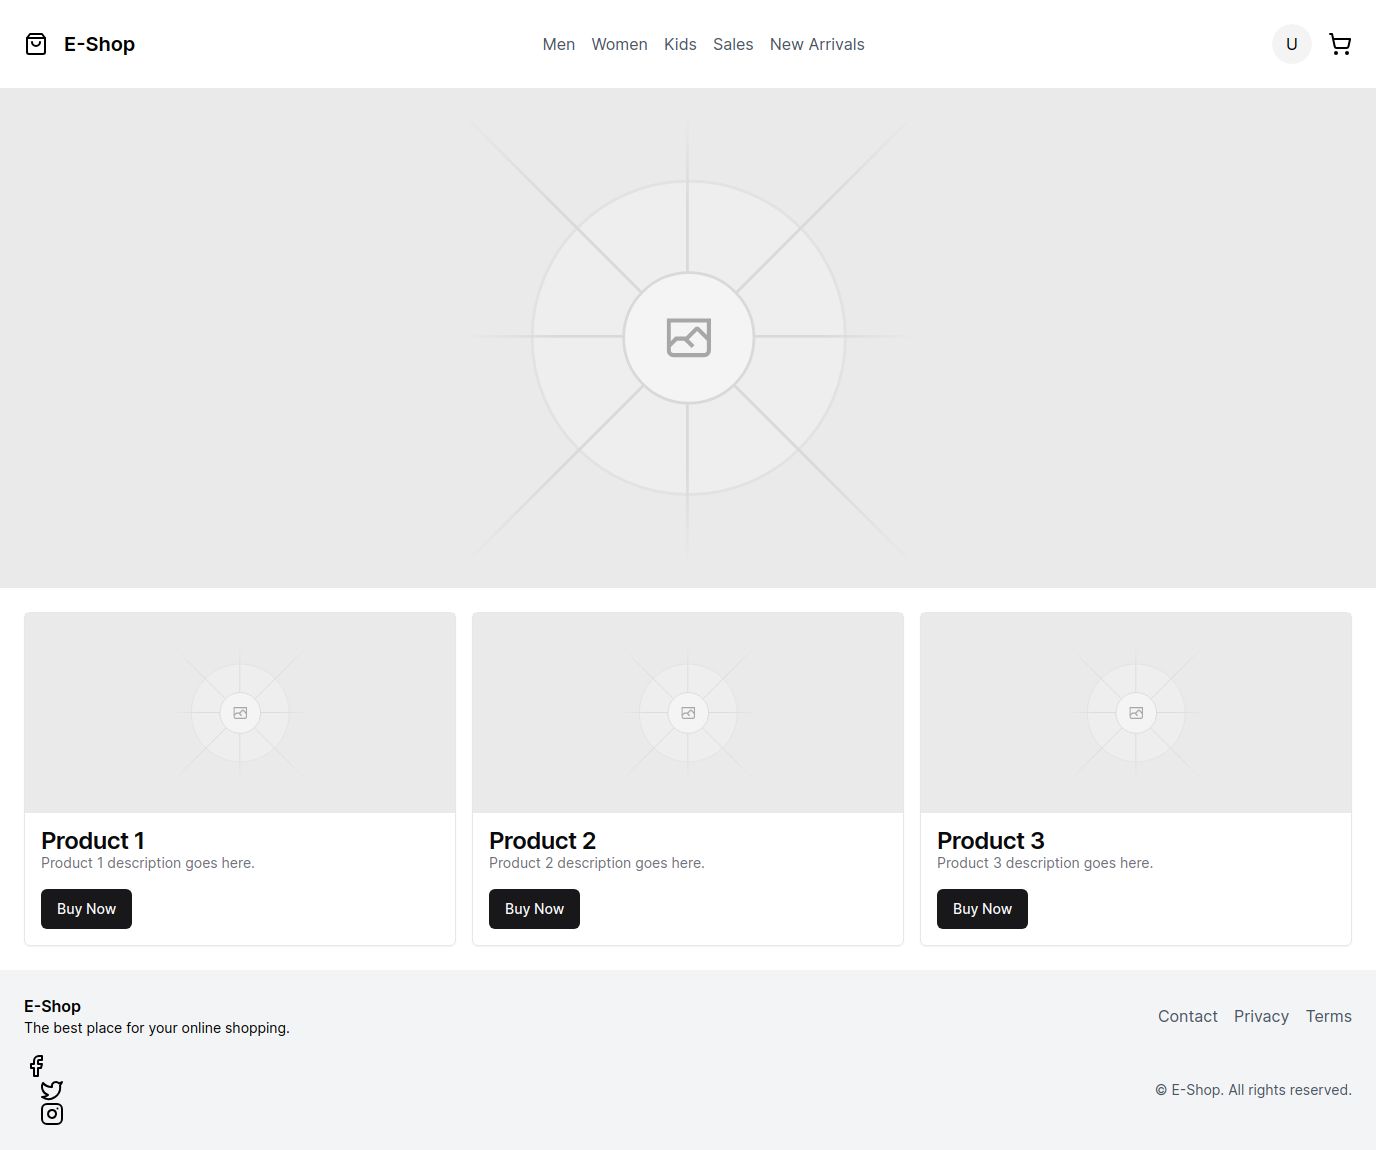 E-Shop
Men Women Kids Sales New Arrivals
U
Product 1
Product 1 description goes here.
Buy Now
Product 2
Product 2 description goes here.
Buy Now
Product 3
Product 3 description goes here.
Buy Now
E-Shop
The best place for your online shopping.
Contact Privacy Terms
© E-Shop. All rights reserved.